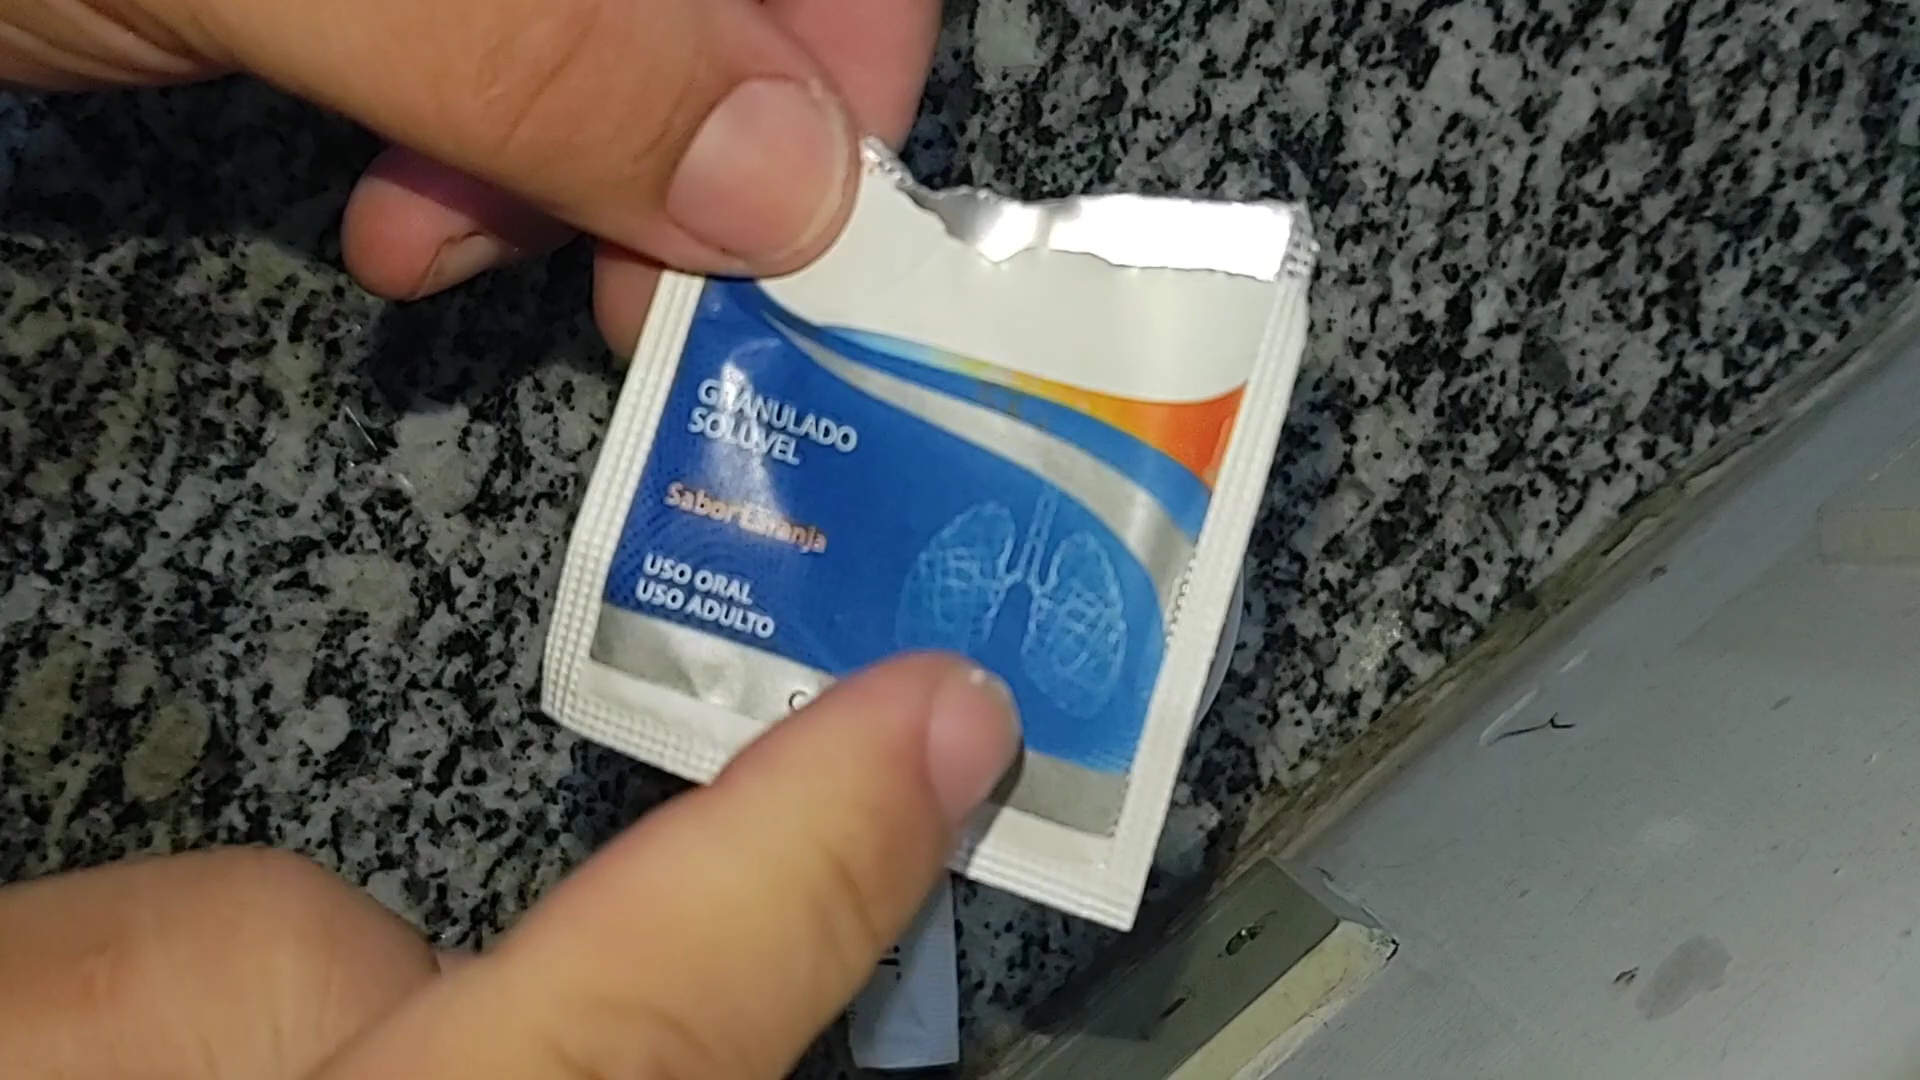 GRANULADO
SOLÚVEL
Sabor Laranja
USO ORAL
USO ADULTO